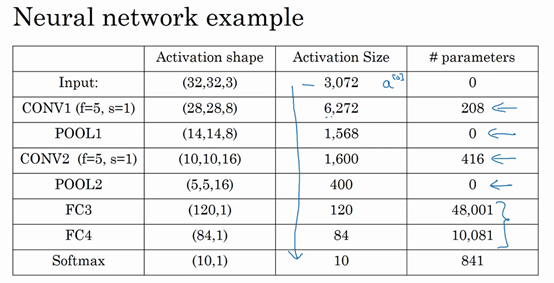 Neural network example
Activation shape Activation Size # parameters
Input: (32,32,3) 3,072 a[0] 0
CONV1 (f=5, s=1) (28,28,8) 6,272 208
POOL1 (14,14,8) 1,568 0
CONV2 (f=5, s=1) (10,10,16) 1,600 416
POOL2 (5,5,16) 400 0
FC3 (120,1) 120 48,001
FC4 (84,1) 84 10,081
Softmax (10,1) 10 841